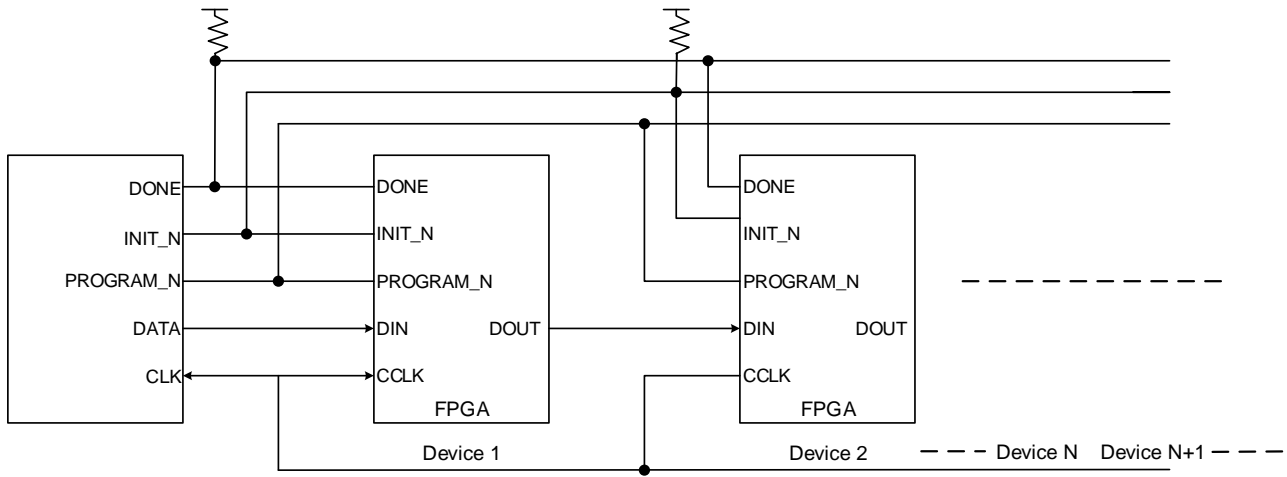 DONE
INIT_N
PROGRAM_N
DATA
CLK
DONE
INIT_N
PROGRAM_N
DIN
DOUT
CCLK
FPGA
Device 1
DONE
INIT_N
PROGRAM_N
DIN
DOUT
CCLK
FPGA
Device 2
Device N
Device N+1